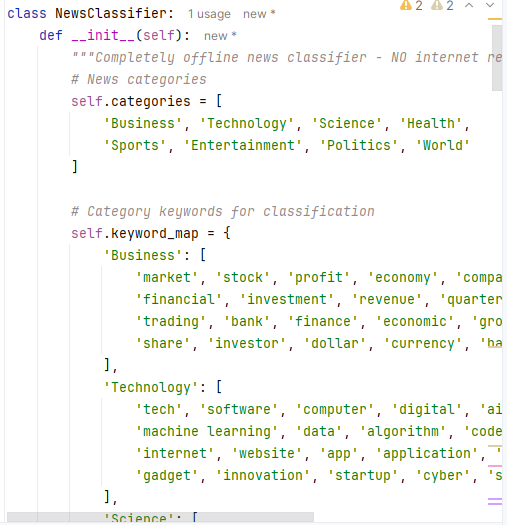 class NewsClassifier: 1 usage new *
2 2
def __init__(self): new *
"""Completely offline news classifier - NO internet re
# News categories
self.categories = [
'Business', 'Technology', 'Science', 'Health',
'Sports', 'Entertainment', 'Politics', 'World'
]
# Category keywords for classification
self.keyword_map = {
'Business': [
'market', 'stock', 'profit', 'economy', 'compa
'financial', 'investment', 'revenue', 'quarter
'trading', 'bank', 'finance', 'economic', 'gro
'share', 'investor', 'dollar', 'currency', 'ba
],
'Technology': [
'tech', 'software', 'computer', 'digital', 'ai
'machine learning', 'data', 'algorithm', 'code
'internet', 'website', 'app', 'application', '
'gadget', 'innovation', 'startup', 'cyber', 's
],
'Science': [